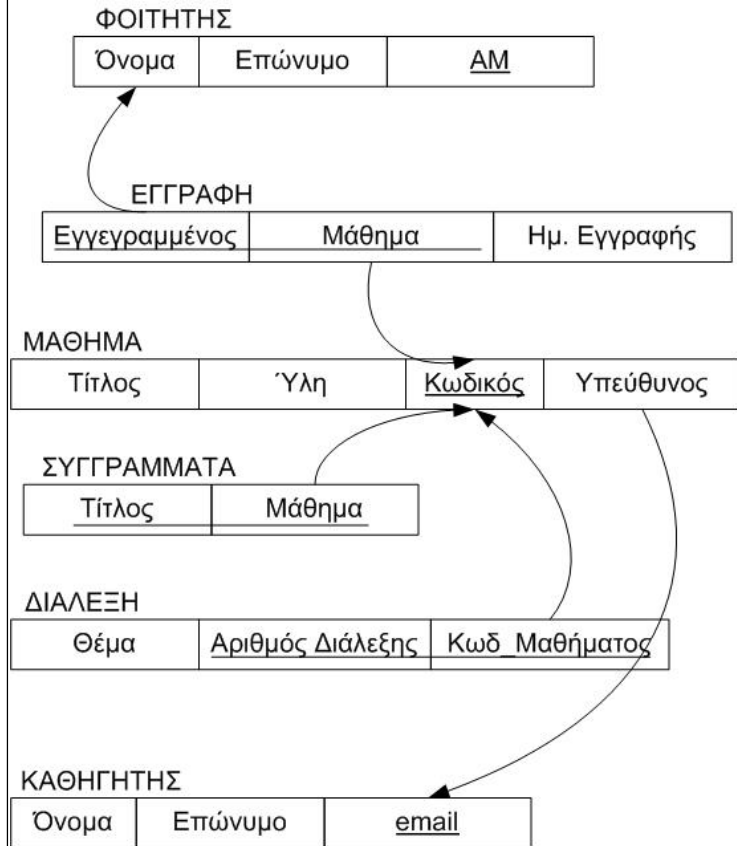 ΦΟΙΤΗΤΗΣ
Όνομα Επώνυμο ΑΜ
ΕΓΓΡΑΦΗ
Εγγεγραμμένος Μάθημα Ημ. Εγγραφής
ΜΑΘΗΜΑ
Τίτλος Ύλη Κωδικός Υπεύθυνος
ΣΥΓΓΡΑΜΜΑΤΑ
Τίτλος Μάθημα
ΔΙΑΛΕΞΗ
Θέμα Αριθμός Διάλεξης Κωδ_Μαθήματος
ΚΑΘΗΓΗΤΗΣ
Όνομα Επώνυμο email